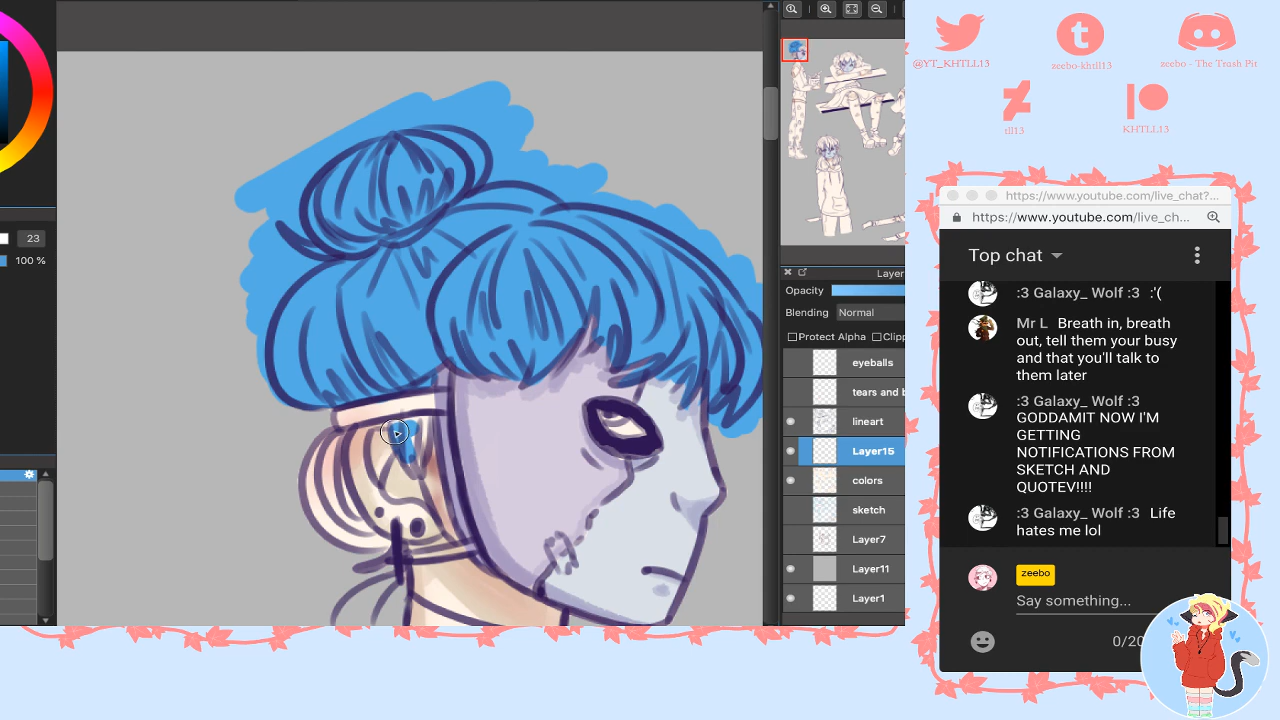 @YT_KHTLL13
zeebo-khtll13
zeebo - The Trash Pit
tll13
KHTLL13
https://www.youtube.com/live_chat?...
https://www.youtube.com/live_ch...
Top chat
:3 Galaxy_ Wolf :3 :'(
Mr L Breath in, breath
out, tell them your busy
and that you'll talk to
them later
:3 Galaxy_ Wolf :3
GODDAMIT NOW I'M
GETTING
NOTIFICATIONS FROM
SKETCH AND
QUOTEV!!!!
:3 Galaxy_ Wolf :3 Life
hates me lol
zeebo
Say something...
0/20
23
100 %
Layer
Opacity
Blending Normal
Protect Alpha Clipp
eyeballs
tears and b
lineart
Layer15
colors
sketch
Layer7
Layer11
Layer1